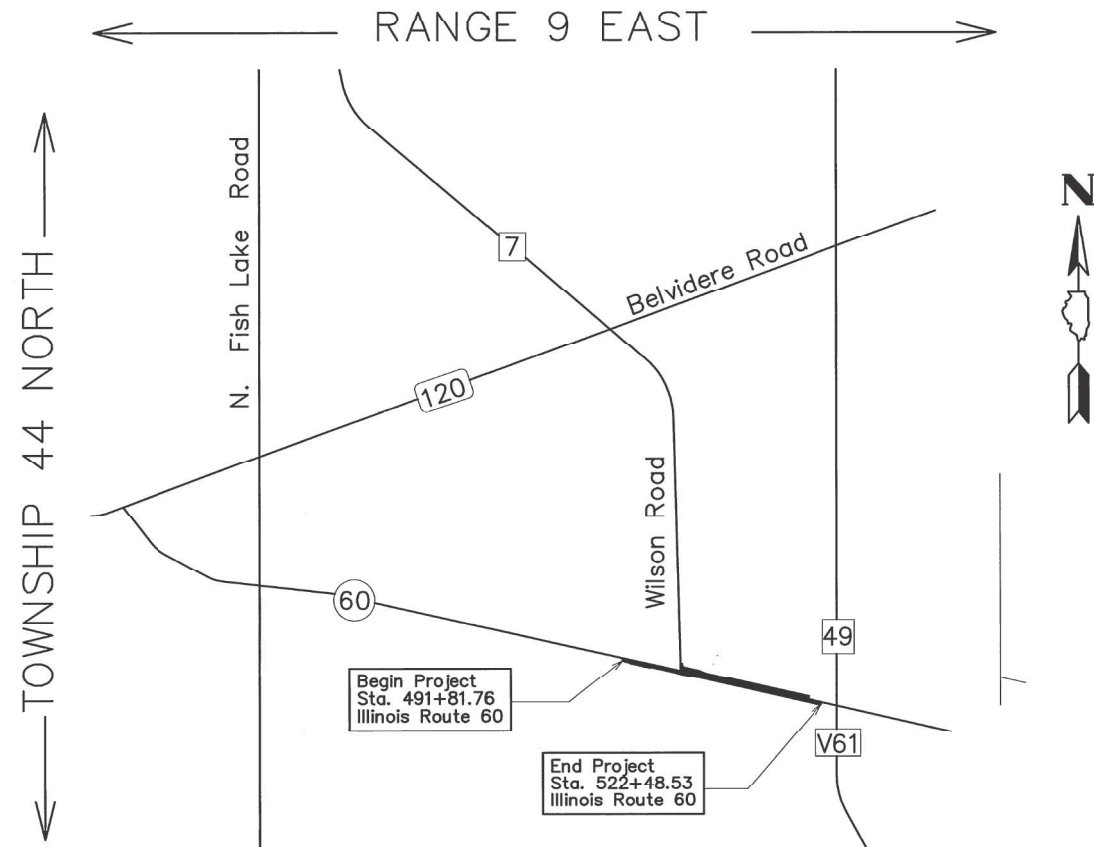 RANGE 9 EAST
TOWNSHIP 44 NORTH
N. Fish Lake Road
N
7
Belvidere Road
120
Wilson Road
60
49
Begin Project
Sta. 491+81.76
Illinois Route 60
V61
End Project
Sta. 522+48.53
Illinois Route 60